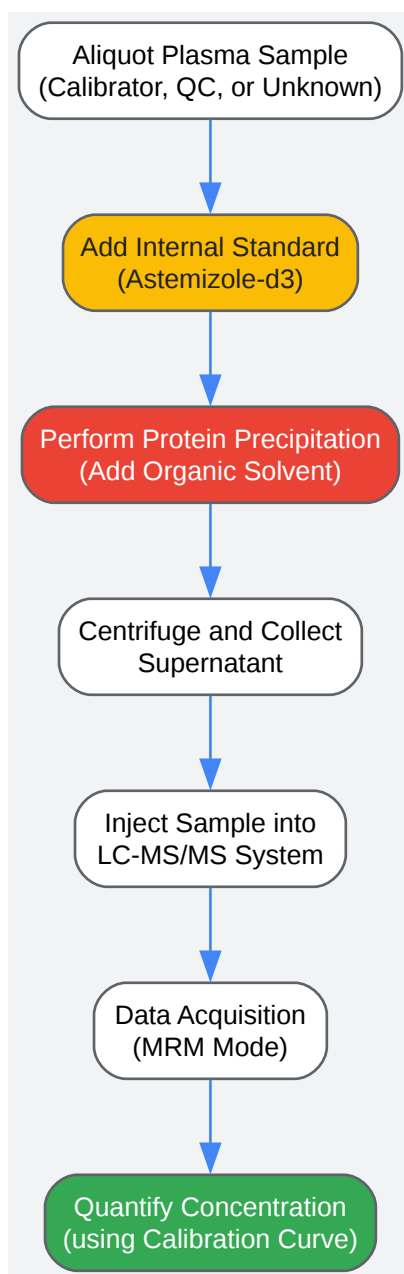 Aliquot Plasma Sample
(Calibrator, QC, or Unknown)
Add Internal Standard
(Astemizole-d3)
Perform Protein Precipitation
(Add Organic Solvent)
Centrifuge and Collect
Supernatant
Inject Sample into
LC-MS/MS System
Data Acquisition
(MRM Mode)
Quantify Concentration
(using Calibration Curve)